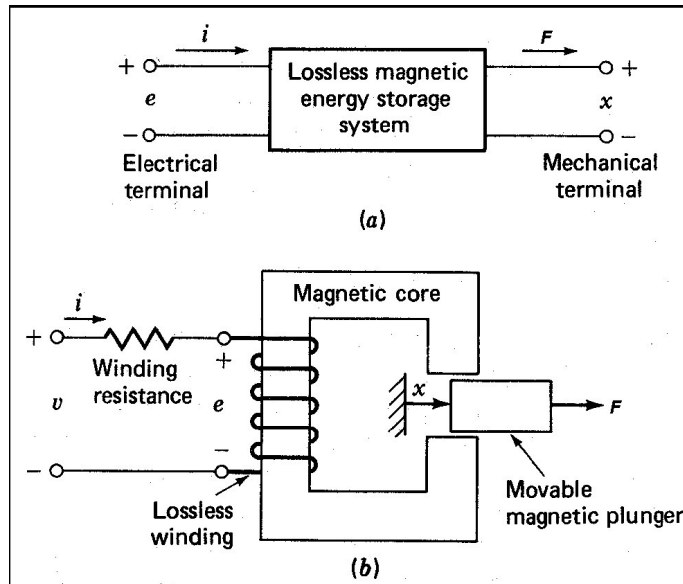 i
F
+
e
−
Lossless magnetic
energy storage
system
+
x
−
Electrical
terminal
Mechanical
terminal
(a)
Magnetic core
i
+
Winding
resistance
+
v
e
x
F
−
−
Lossless
winding
Movable
magnetic plunger
(b)